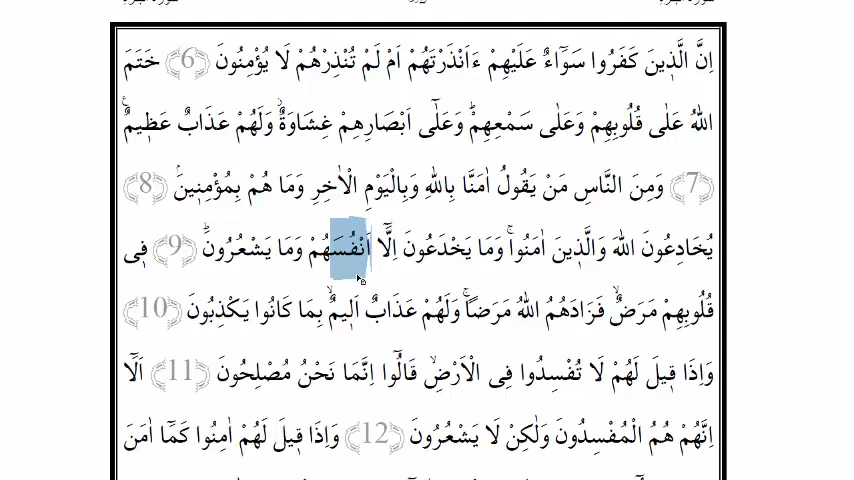 اِنَّ الَّذٖينَ كَفَرُوا سَوَٓاءٌ عَلَيْهِمْ ءَاَنْذَرْتَهُمْ اَمْ لَمْ تُنْذِرْهُمْ لَا يُؤْمِنُونَ ﴿6﴾ خَتَمَ
اللّٰهُ عَلٰى قُلُوبِهِمْ وَعَلٰى سَمْعِهِمْؕ وَعَلٰٓى اَبْصَارِهِمْ غِشَاوَةٌؗ وَلَهُمْ عَذَابٌ عَظٖيمٌࣖ
﴿7﴾ وَمِنَ النَّاسِ مَنْ يَقُولُ اٰمَنَّا بِاللّٰهِ وَبِالْيَوْمِ الْاٰخِرِ وَمَا هُمْ بِمُؤْمِنٖينَۘ ﴿8﴾
يُخَادِعُونَ اللّٰهَ وَالَّذٖينَ اٰمَنُواۚ وَمَا يَخْدَعُونَ اِلَّٓا اَنْفُسَهُمْ وَمَا يَشْعُرُونَؕ ﴿9﴾ فٖى
قُلُوبِهِمْ مَرَضٌۙ فَزَادَهُمُ اللّٰهُ مَرَضًاۚ وَلَهُمْ عَذَابٌ اَلٖيمٌۙ بِمَا كَانُوا يَكْذِبُونَ ﴿10﴾
وَاِذَا قٖيلَ لَهُمْ لَا تُفْسِدُوا فِى الْاَرْضِۙ قَالُٓوا اِنَّمَا نَحْنُ مُصْلِحُونَ ﴿11﴾ اَلَٓا
اِنَّهُمْ هُمُ الْمُفْسِدُونَ وَلٰكِنْ لَا يَشْعُرُونَ ﴿12﴾ وَاِذَا قٖيلَ لَهُمْ اٰمِنُوا كَمَٓا اٰمَنَ